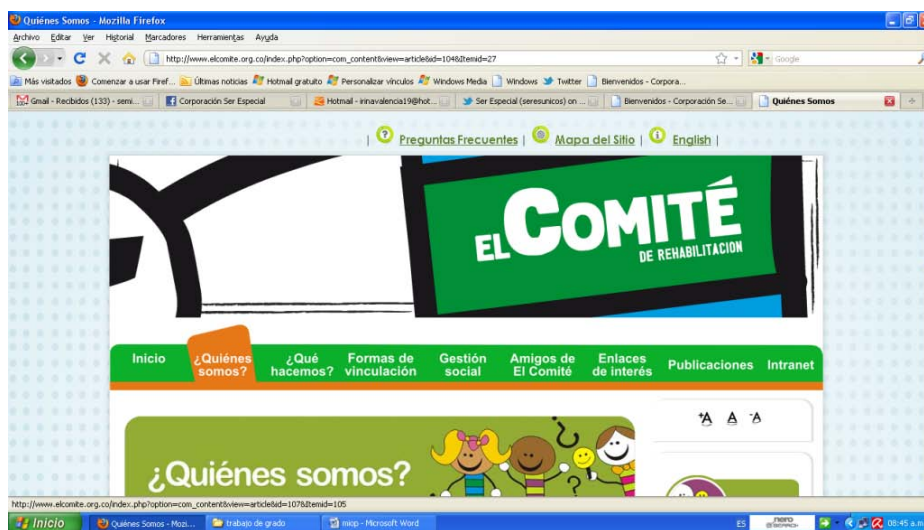 Quiénes Somos - Mozilla Firefox
Archivo Editar Ver Historial Marcadores Herramientas Ayuda
http://www.elcomite.org.co/index.php?option=com_content&view=article&id=104&Itemid=27
Google
Más visitados Comenzar a usar Firef... Últimas noticias Hotmail gratuito Personalizar vínculos Windows Media Windows Twitter Bienvenidos - Corpora...
Gmail - Recibidos (133) - semi... Corporación Ser Especial Hotmail - irinavalencia19@hot... Ser Especial (seresunicos) on ... Bienvenidos - Corporación Se... Quiénes Somos
| Preguntas Frecuentes | Mapa del Sitio | English |
EL COMITÉ
DE REHABILITACION
Inicio ¿Quiénes somos? ¿Qué hacemos? Formas de vinculación Gestión social Amigos de El Comité Enlaces de interés Publicaciones Intranet
+A A -A
¿Quiénes somos?
http://www.elcomite.org.co/index.php?option=com_content&view=article&id=107&Itemid=105
Inicio Quiénes Somos - Mozi... trabajo de grado miop - Microsoft Word ES nero SEARCH 08:45 a.m.